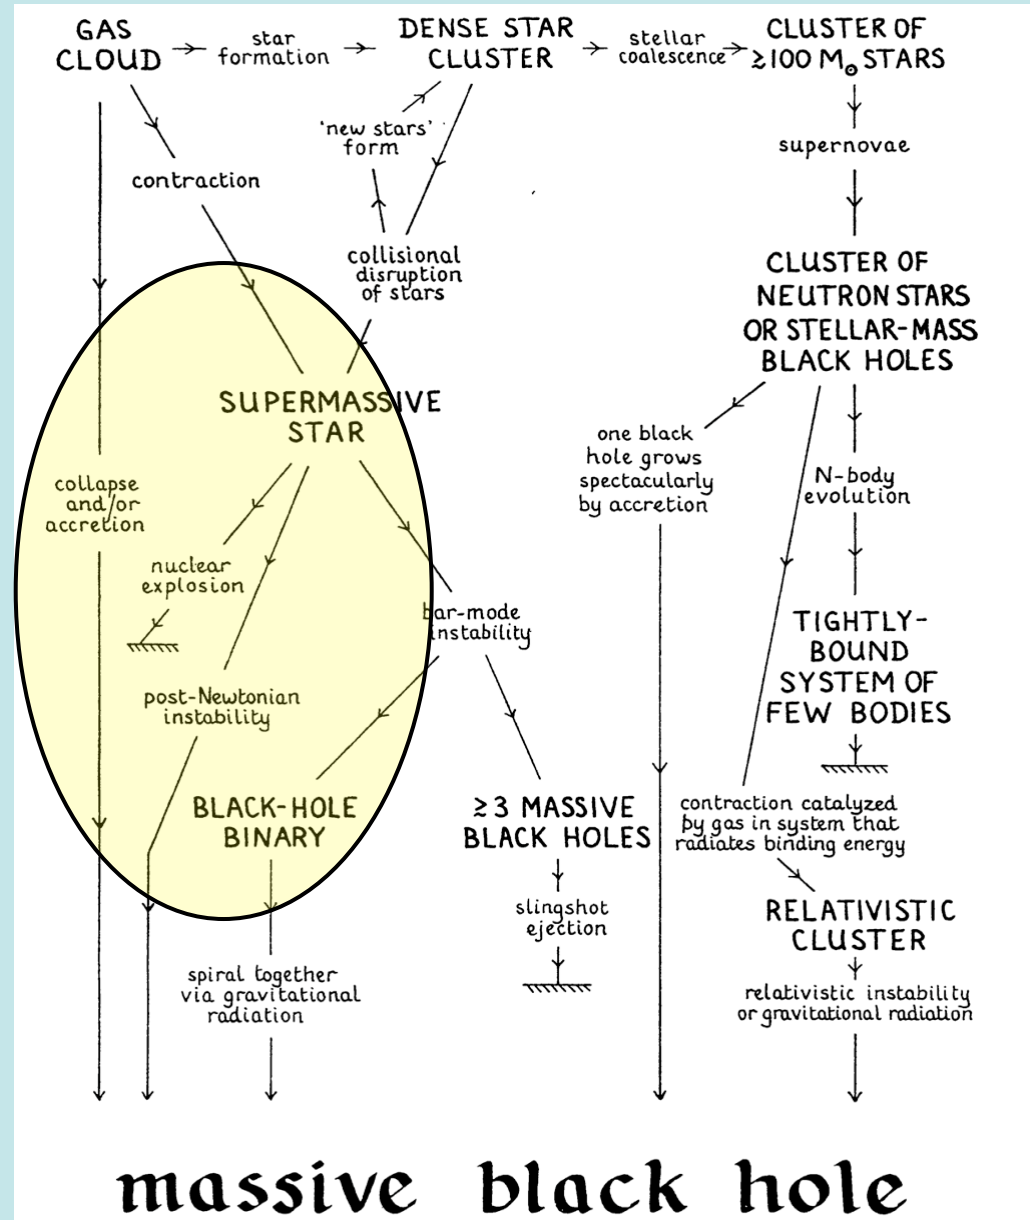 GAS
CLOUD
star
formation
DENSE STAR
CLUSTER
stellar
coalescence
CLUSTER OF
≳100 M⊙ STARS
'new stars'
form
supernovae
contraction
collisional
disruption
of stars
CLUSTER OF
NEUTRON STARS
OR STELLAR-MASS
BLACK HOLES
SUPERMASSIVE
STAR
one black
hole grows
spectacularly
by accretion
N-body
evolution
collapse
and/or
accretion
nuclear
explosion
bar-mode
instability
TIGHTLY-
BOUND
SYSTEM OF
FEW BODIES
post-Newtonian
instability
BLACK-HOLE
BINARY
≥3 MASSIVE
BLACK HOLES
contraction catalyzed
by gas in system that
radiates binding energy
slingshot
ejection
RELATIVISTIC
CLUSTER
spiral together
via gravitational
radiation
relativistic instability
or gravitational radiation
massive black hole